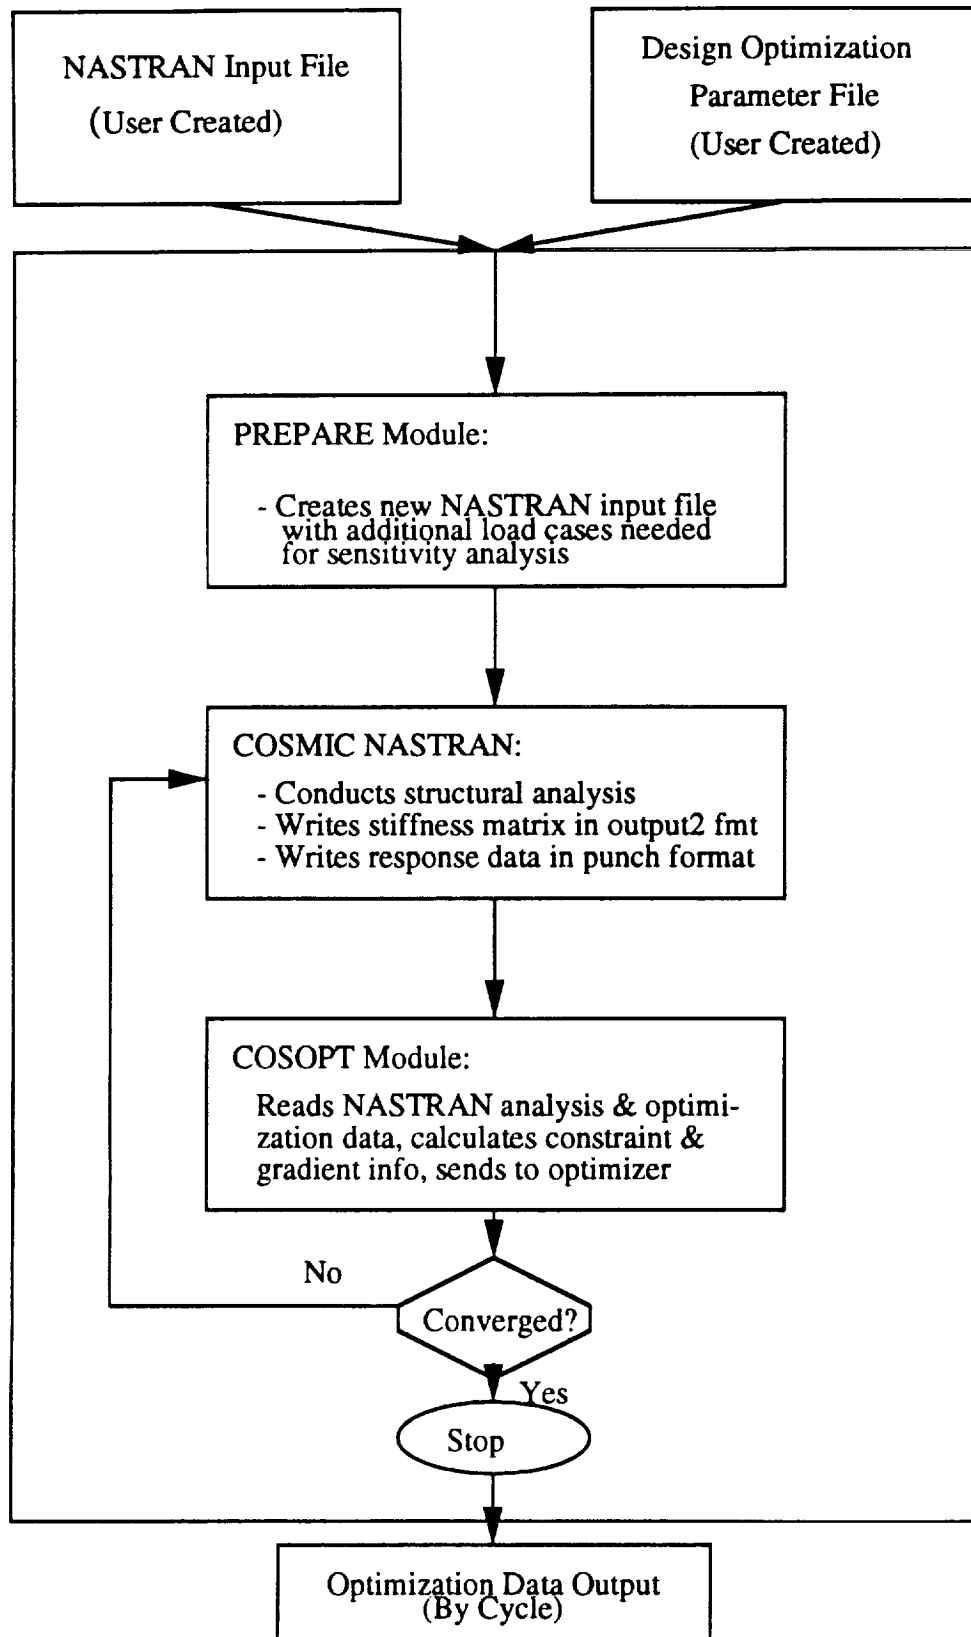 NASTRAN Input File
(User Created)
Design Optimization
Parameter File
(User Created)
PREPARE Module:
- Creates new NASTRAN input file
with additional load cases needed
for sensitivity analysis
COSMIC NASTRAN:
- Conducts structural analysis
- Writes stiffness matrix in output2 fmt
- Writes response data in punch format
COSOPT Module:
Reads NASTRAN analysis & optimi-
zation data, calculates constraint &
gradient info, sends to optimizer
No
Converged?
Yes
Stop
Optimization Data Output
(By Cycle)